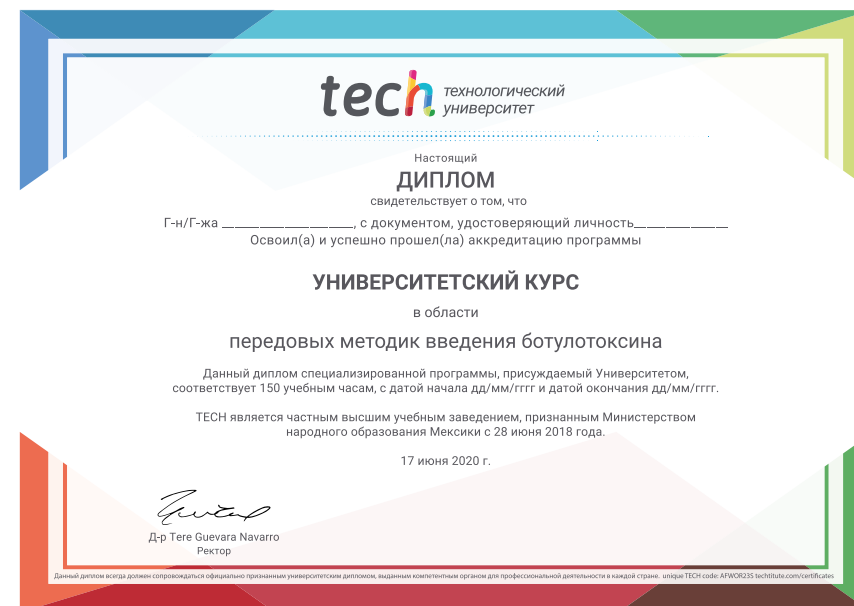 tech технологический
университет
Настоящий
ДИПЛОМ
свидетельствует о том, что
Г-н/Г-жа ____________________, с документом, удостоверяющий личность______________
Освоил(а) и успешно прошел(ла) аккредитацию программы
УНИВЕРСИТЕТСКИЙ КУРС
в области
передовых методик введения ботулотоксина
Данный диплом специализированной программы, присуждаемый Университетом,
соответствует 150 учебным часам, с датой начала дд/мм/гггг и датой окончания дд/мм/гггг.
TECH является частным высшим учебным заведением, признанным Министерством
народного образования Мексики с 28 июня 2018 года.
17 июня 2020 г.
Д-р Tere Guevara Navarro
Ректор
Данный диплом всегда должен сопровождаться официально признанным университетским дипломом, выданным компетентным органом для профессиональной деятельности в каждой стране. unique TECH code: AFWOR23S techtitute.com/certificates